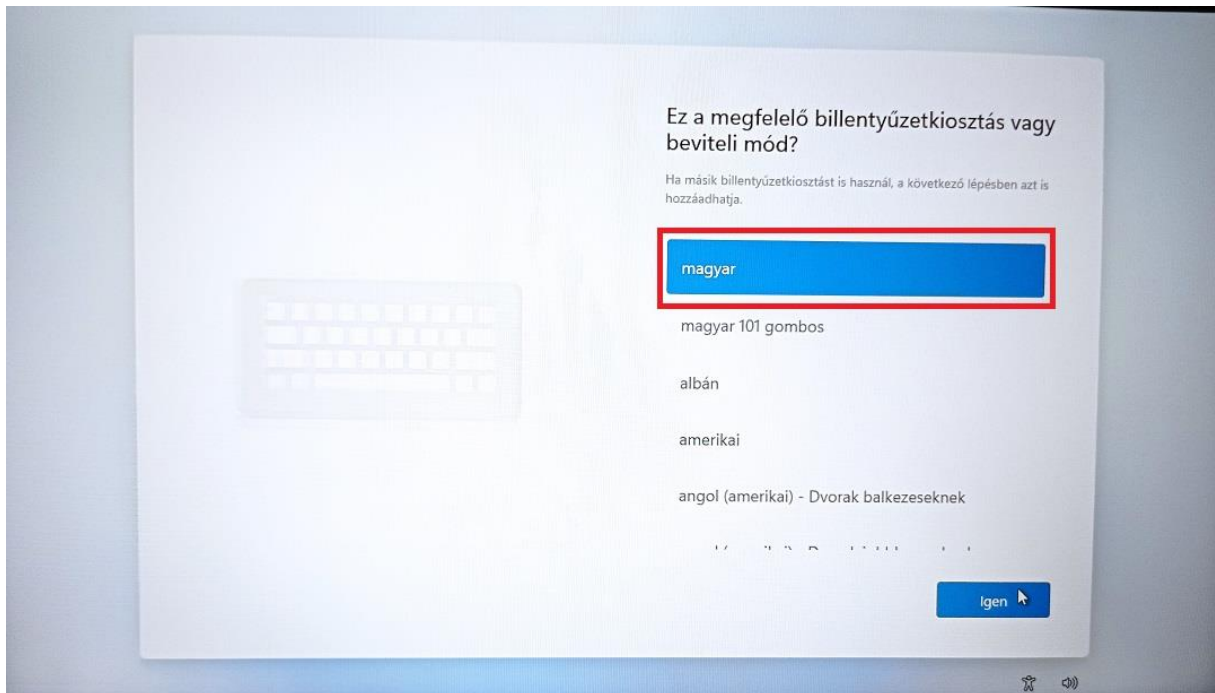 Ez a megfelelő billentyűzetkiosztás vagy
beviteli mód?
Ha másik billentyűzetkiosztást is használ, a következő lépésben azt is
hozzáadhatja.
magyar
magyar 101 gombos
albán
amerikai
angol (amerikai) - Dvorak balkezeseknek
Igen